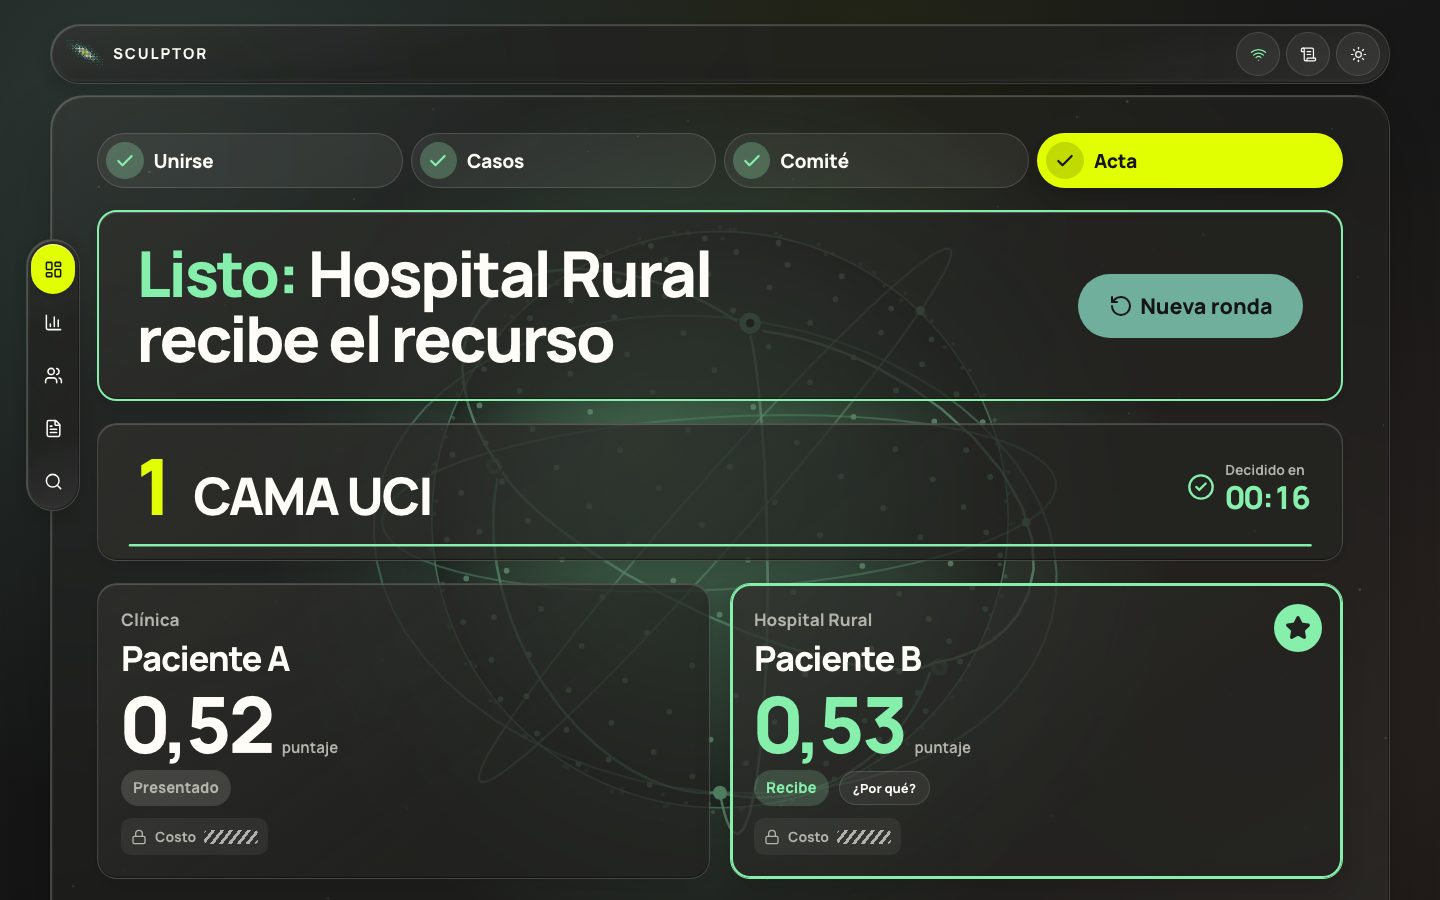 SCULPTOR
Unirse
Casos
Comité
Acta
Listo: Hospital Rural
recibe el recurso
Nueva ronda
1 CAMA UCI
Decidido en
00:16
Clínica
Paciente A
0,52 puntaje
Presentado
Costo
Hospital Rural
Paciente B
0,53 puntaje
Recibe
¿Por qué?
Costo